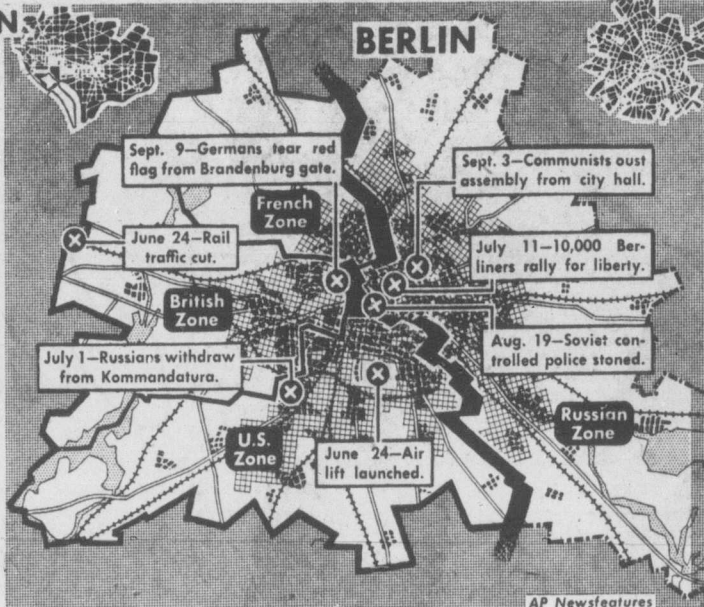 N
BERLIN
Sept. 9—Germans tear red
flag from Brandenburg gate.
Sept. 3—Communists oust
assembly from city hall.
French
Zone
June 24—Rail
traffic cut.
July 11—10,000 Ber-
liners rally for liberty.
British
Zone
Aug. 19—Soviet con-
trolled police stoned.
July 1—Russians withdraw
from Kommandatura.
Russian
Zone
U.S.
Zone
June 24—Air
lift launched.
AP Newsfeatures